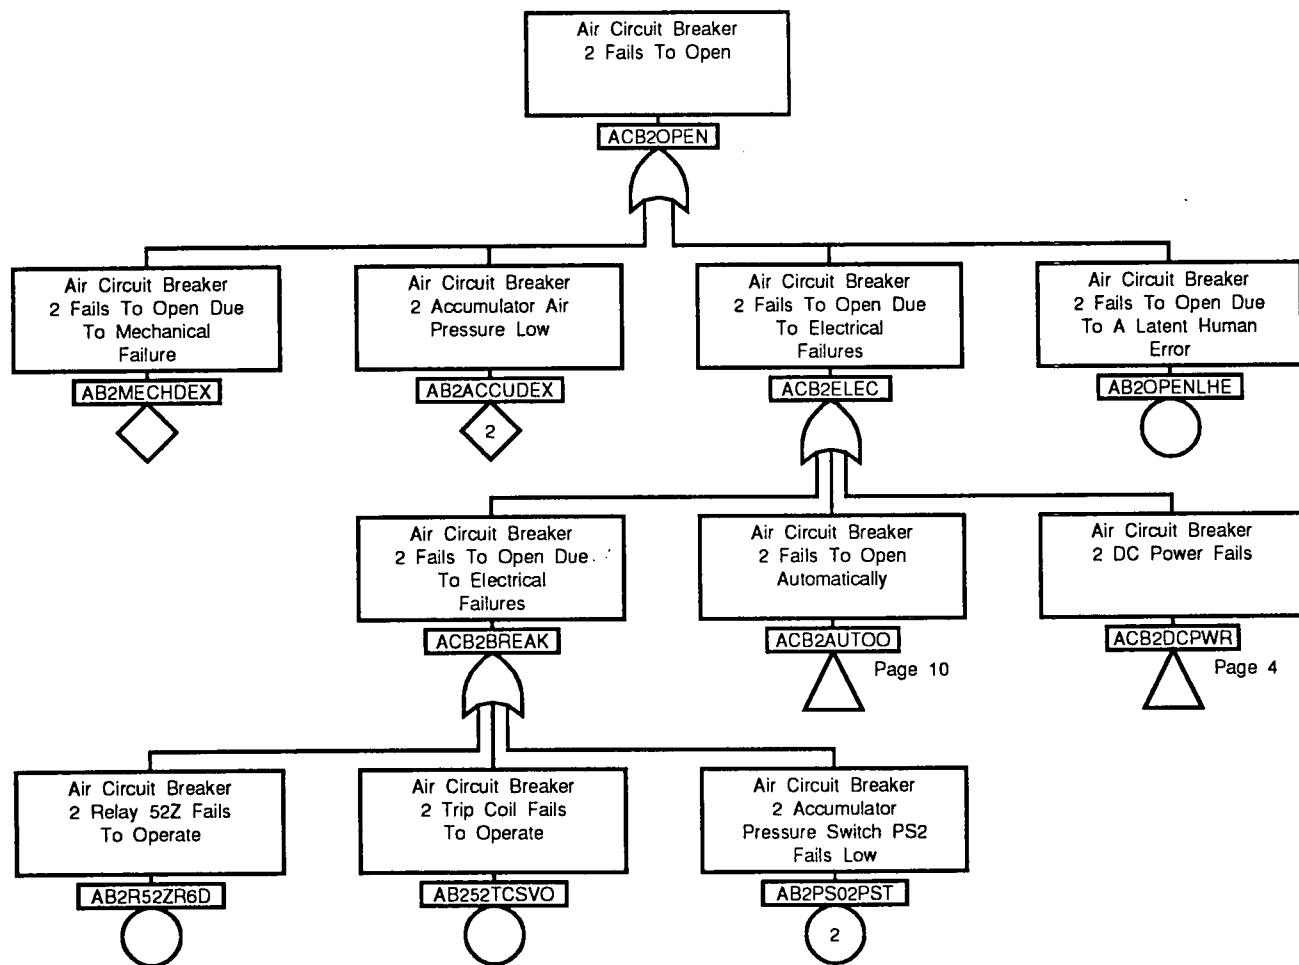 Air Circuit Breaker
2 Fails To Open
ACB2OPEN
Air Circuit Breaker
2 Fails To Open Due
To Mechanical
Failure
AB2MECHDEX
Air Circuit Breaker
2 Accumulator Air
Pressure Low
AB2ACCUDEX
2
Air Circuit Breaker
2 Fails To Open Due
To Electrical
Failures
ACB2ELEC
Air Circuit Breaker
2 Fails To Open Due
To A Latent Human
Error
AB2OPENLHE
Air Circuit Breaker
2 Fails To Open Due
To Electrical
Failures
ACB2BREAK
Air Circuit Breaker
2 Fails To Open
Automatically
ACB2AUTOO
Page 10
Air Circuit Breaker
2 DC Power Fails
ACB2DCPWR
Page 4
Air Circuit Breaker
2 Relay 52Z Fails
To Operate
AB2R52ZR6D
Air Circuit Breaker
2 Trip Coil Fails
To Operate
AB252TCSVO
Air Circuit Breaker
2 Accumulator
Pressure Switch PS2
Fails Low
AB2PS02PST
2